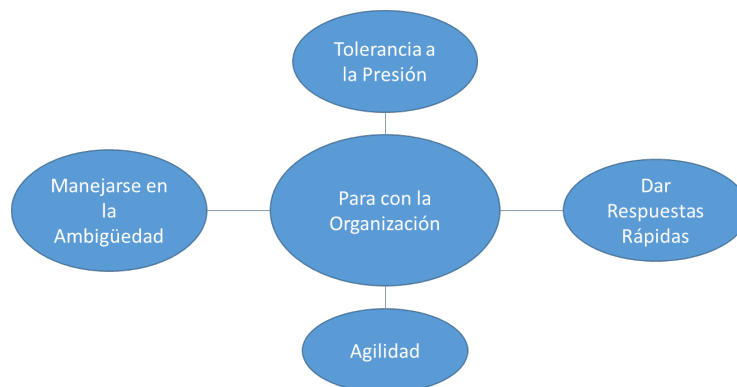 Tolerancia a
la Presión
Manejarse en
la
Ambigüedad
Para con la
Organización
Dar
Respuestas
Rápidas
Agilidad